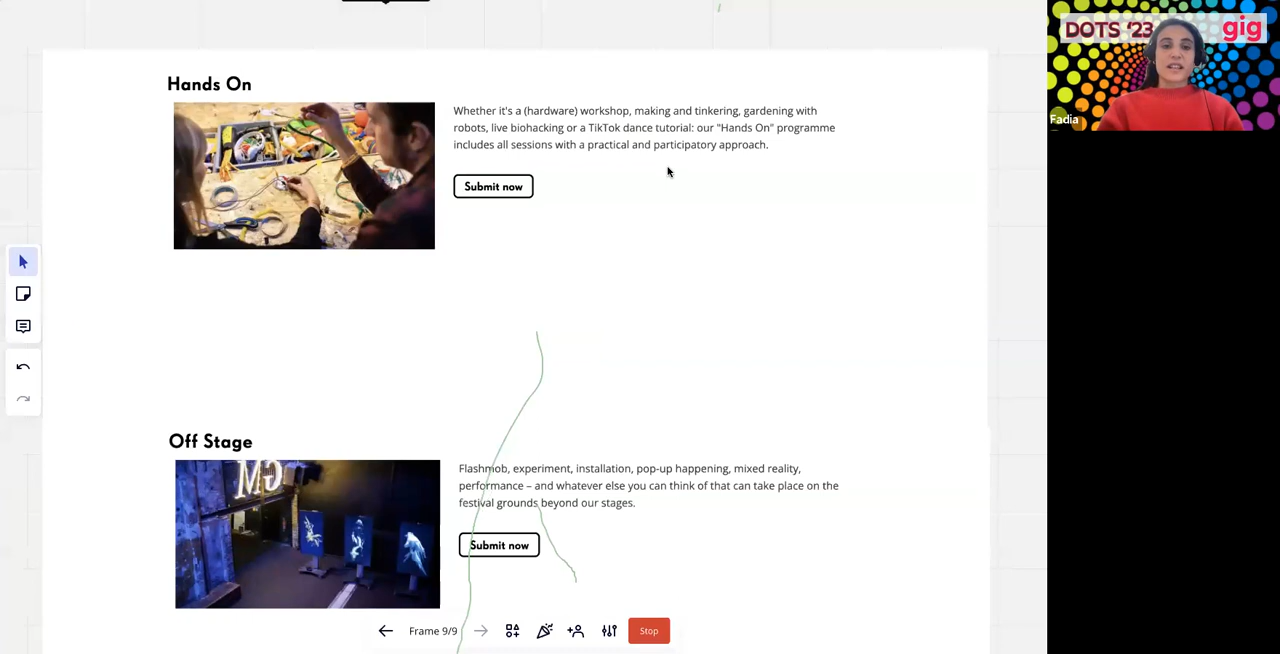 DOTS '23
gig
Fadia
Hands On
Whether it's a (hardware) workshop, making and tinkering, gardening with
robots, live biohacking or a TikTok dance tutorial: our "Hands On" programme
includes all sessions with a practical and participatory approach.
Submit now
Off Stage
Flashmob, experiment, installation, pop-up happening, mixed reality,
performance – and whatever else you can think of that can take place on the
festival grounds beyond our stages.
Submit now
Frame 9/9
Stop